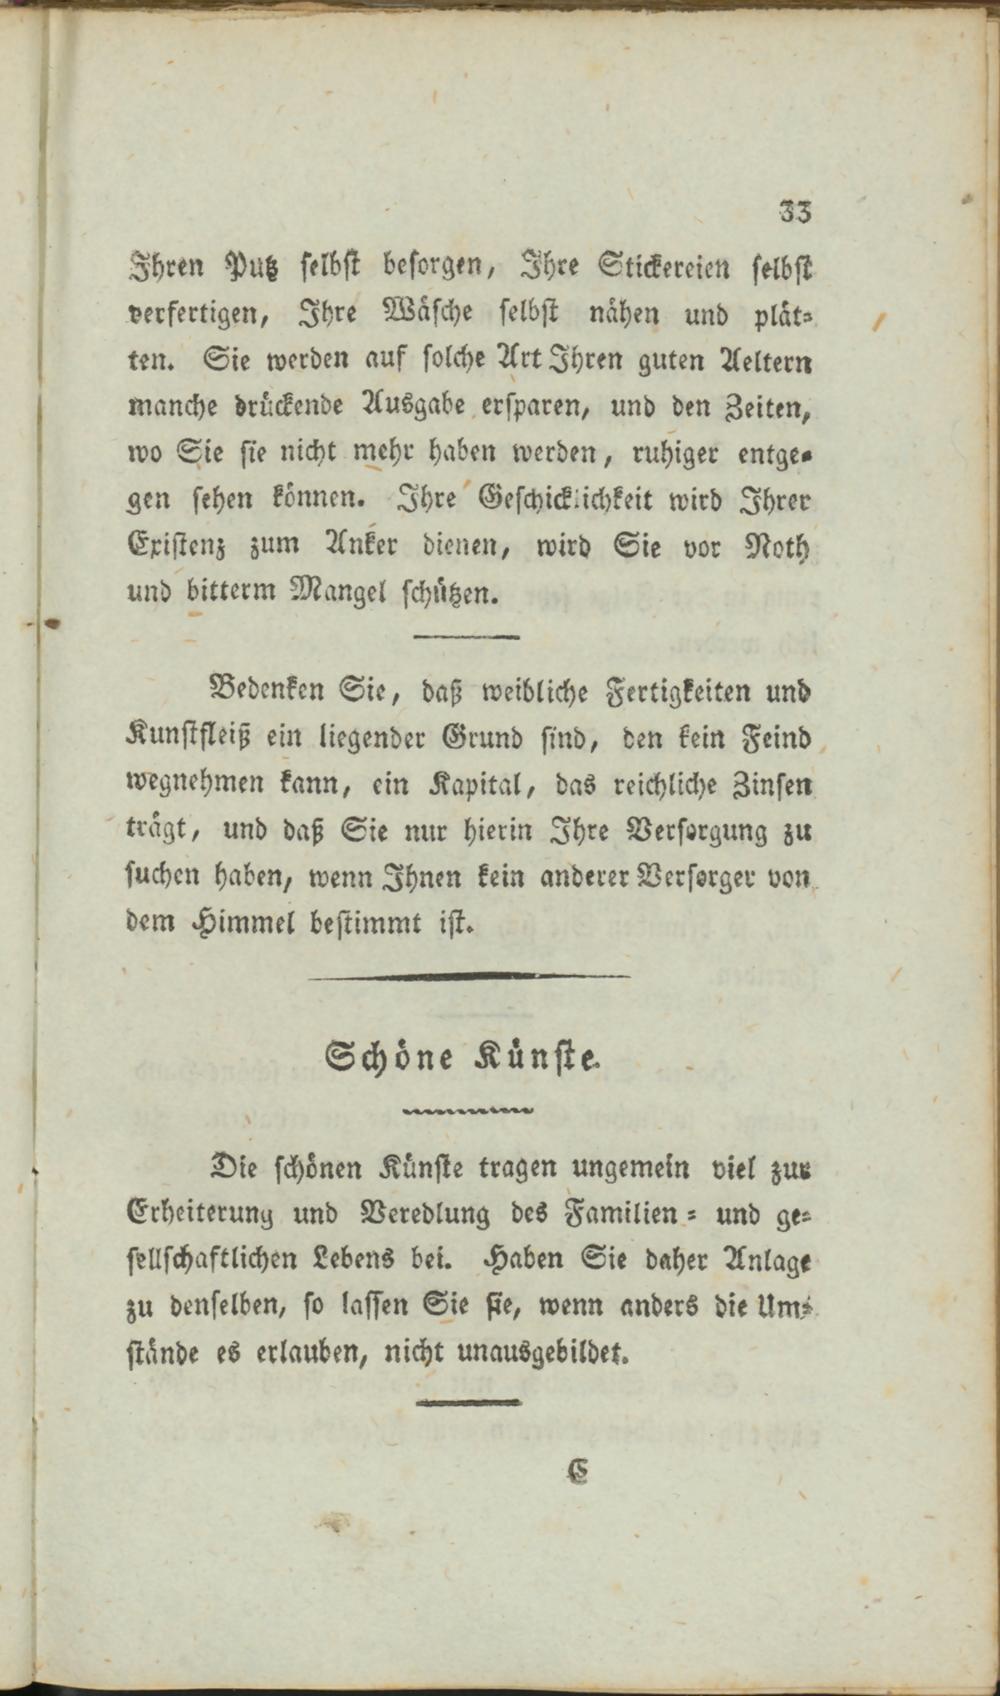 33
Ihren Putz selbst besorgen, Ihre Stickereien selbst
verfertigen, Ihre Wäsche selbst nähen und plät-
ten. Sie werden auf solche Art Ihren guten Aeltern
manche drückende Ausgabe ersparen, und den Zeiten,
wo Sie sie nicht mehr haben werden, ruhiger entge-
gen sehen können. Ihre Geschicklichkeit wird Ihrer
Existenz zum Anker dienen, wird Sie vor Noth
und bitterm Mangel schützen.
Bedenken Sie, daß weibliche Fertigkeiten und
Kunstfleiß ein liegender Grund sind, den kein Feind
wegnehmen kann, ein Kapital, das reichliche Zinsen
trägt, und daß Sie nur hierin Ihre Versorgung zu
suchen haben, wenn Ihnen kein anderer Versorger von
dem Himmel bestimmt ist.
Schöne Künste.
Die schönen Künste tragen ungemein viel zur
Erheiterung und Veredlung des Familien- und ge-
sellschaftlichen Lebens bei. Haben Sie daher Anlage
zu denselben, so lassen Sie sie, wenn anders die Um-
stände es erlauben, nicht unausgebildet.
C